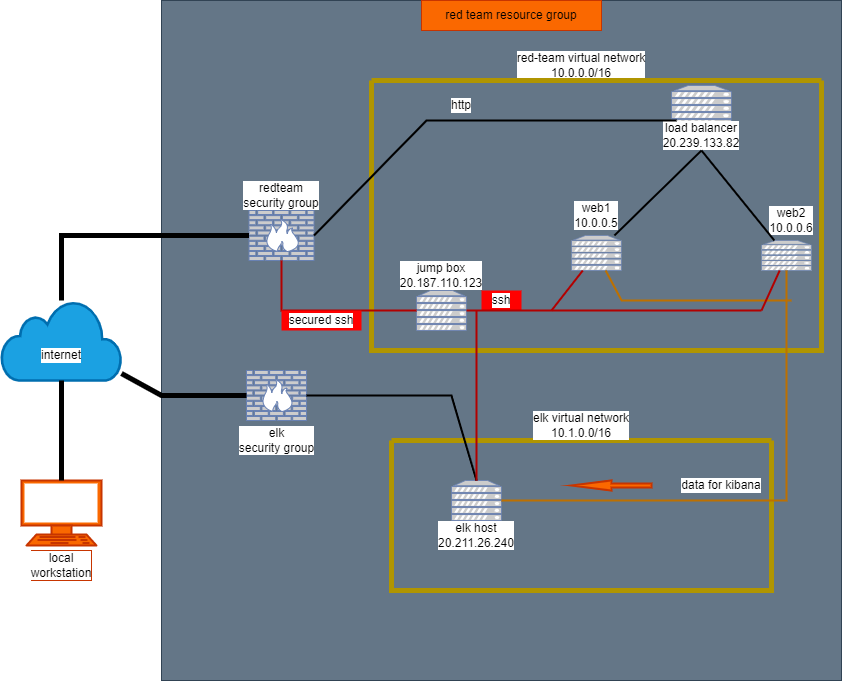 red team resource group
red-team virtual network
10.0.0.0/16
http
load balancer
20.239.133.82
redteam
security group
web1
10.0.0.5
web2
10.0.0.6
jump box
20.187.110.123
ssh
secured ssh
internet
elk
security group
elk virtual network
10.1.0.0/16
data for kibana
elk host
20.211.26.240
local
workstation